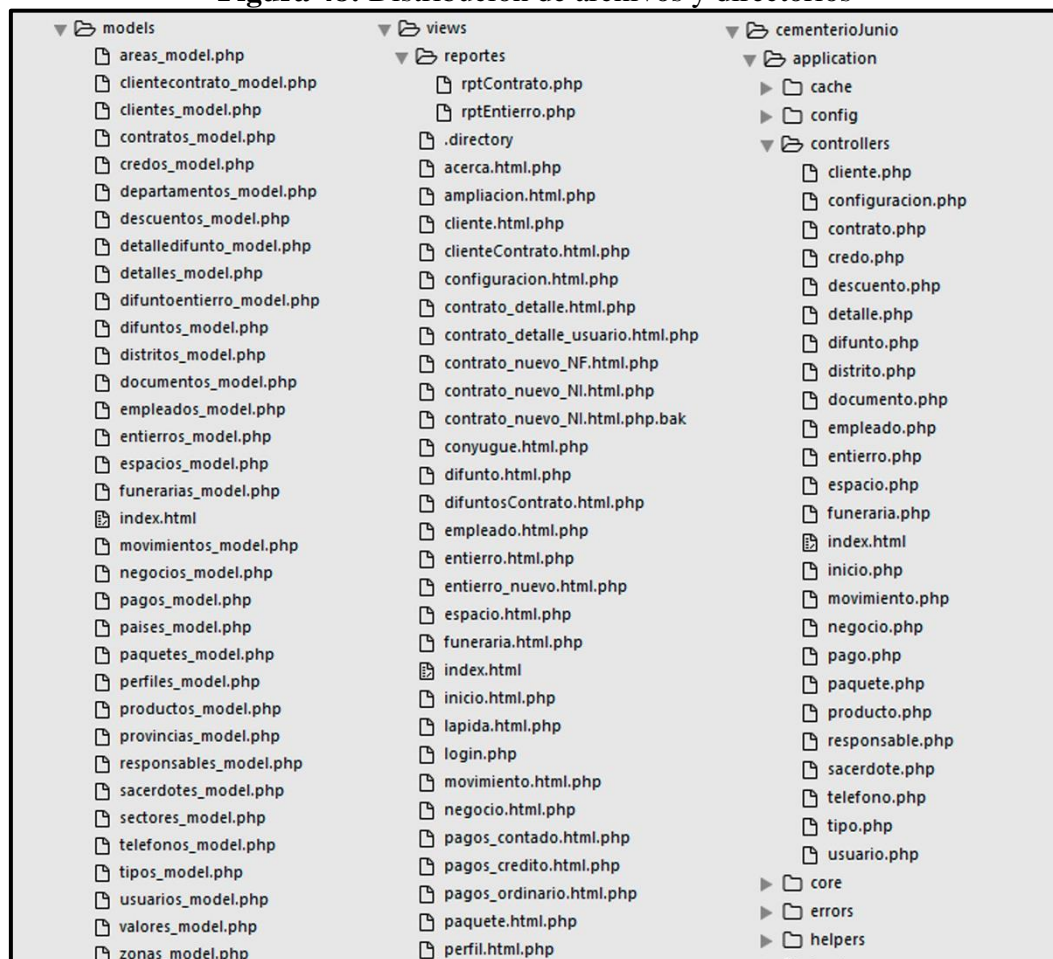 models
areas_model.php
clientecontrato_model.php
clientes_model.php
contratos_model.php
credos_model.php
departamentos_model.php
descuentos_model.php
detalledifunto_model.php
detalles_model.php
difuntoentierro_model.php
difuntos_model.php
distritos_model.php
documentos_model.php
empleados_model.php
entierros_model.php
espacios_model.php
funerarias_model.php
index.html
movimientos_model.php
negocios_model.php
pagos_model.php
paises_model.php
paquetes_model.php
perfiles_model.php
productos_model.php
provincias_model.php
responsables_model.php
sacerdotes_model.php
sectores_model.php
telefonos_model.php
tipos_model.php
usuarios_model.php
valores_model.php
zonas_model.php
views
reportes
rptContrato.php
rptEntierro.php
.directory
acerca.html.php
ampliacion.html.php
cliente.html.php
clienteContrato.html.php
configuracion.html.php
contrato_detalle.html.php
contrato_detalle_usuario.html.php
contrato_nuevo_NF.html.php
contrato_nuevo_NI.html.php
contrato_nuevo_NI.html.php.bak
conyugue.html.php
difunto.html.php
difuntosContrato.html.php
empleado.html.php
entierro.html.php
entierro_nuevo.html.php
espacio.html.php
funeraria.html.php
index.html
inicio.html.php
lapida.html.php
login.php
movimiento.html.php
negocio.html.php
pagos_contado.html.php
pagos_credito.html.php
pagos_ordinario.html.php
paquete.html.php
perfil.html.php
cementerioJunio
application
cache
config
controllers
cliente.php
configuracion.php
contrato.php
credo.php
descuento.php
detalle.php
difunto.php
distrito.php
documento.php
empleado.php
entierro.php
espacio.php
funeraria.php
index.html
inicio.php
movimiento.php
negocio.php
pago.php
paquete.php
producto.php
responsable.php
sacerdote.php
telefono.php
tipo.php
usuario.php
core
errors
helpers